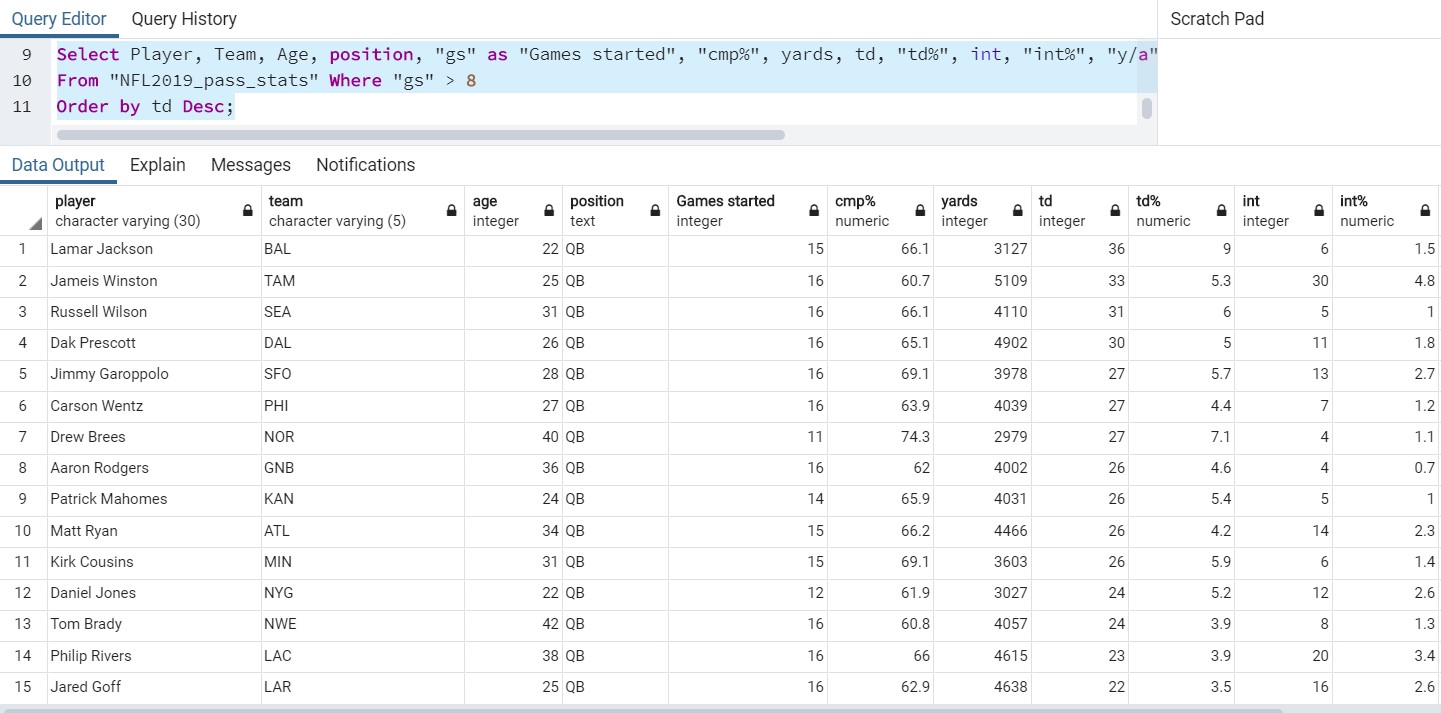 Query Editor Query History Scratch Pad
9 Select Player, Team, Age, position, "gs" as "Games started", "cmp%", yards, td, "td%", int, "int%", "y/a"
10 From "NFL2019_pass_stats" Where "gs" > 8
11 Order by td Desc;
Data Output Explain Messages Notifications
player team age position Games started cmp% yards td td% int int%
character varying (30) character varying (5) integer text integer numeric integer integer numeric integer numeric
1 Lamar Jackson BAL 22 QB 15 66.1 3127 36 9 6 1.5
2 Jameis Winston TAM 25 QB 16 60.7 5109 33 5.3 30 4.8
3 Russell Wilson SEA 31 QB 16 66.1 4110 31 6 5 1
4 Dak Prescott DAL 26 QB 16 65.1 4902 30 5 11 1.8
5 Jimmy Garoppolo SFO 28 QB 16 69.1 3978 27 5.7 13 2.7
6 Carson Wentz PHI 27 QB 16 63.9 4039 27 4.4 7 1.2
7 Drew Brees NOR 40 QB 11 74.3 2979 27 7.1 4 1.1
8 Aaron Rodgers GNB 36 QB 16 62 4002 26 4.6 4 0.7
9 Patrick Mahomes KAN 24 QB 14 65.9 4031 26 5.4 5 1
10 Matt Ryan ATL 34 QB 15 66.2 4466 26 4.2 14 2.3
11 Kirk Cousins MIN 31 QB 15 69.1 3603 26 5.9 6 1.4
12 Daniel Jones NYG 22 QB 12 61.9 3027 24 5.2 12 2.6
13 Tom Brady NWE 42 QB 16 60.8 4057 24 3.9 8 1.3
14 Philip Rivers LAC 38 QB 16 66 4615 23 3.9 20 3.4
15 Jared Goff LAR 25 QB 16 62.9 4638 22 3.5 16 2.6